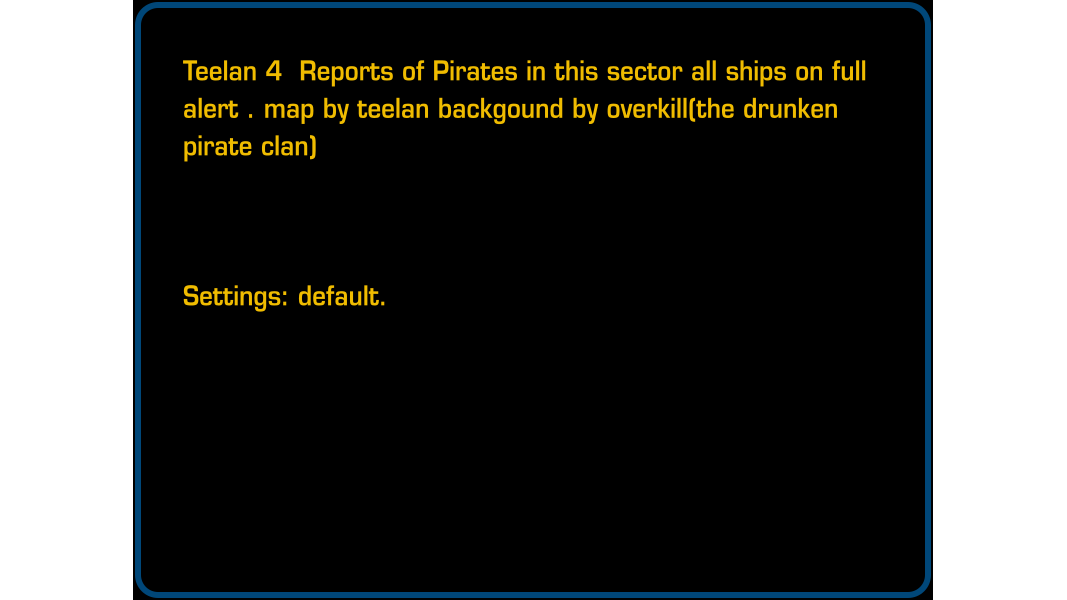 Teelan 4  Reports of Pirates in this sector all ships on full
alert . map by teelan backgound by overkill(the drunken
pirate clan)
Settings: default.